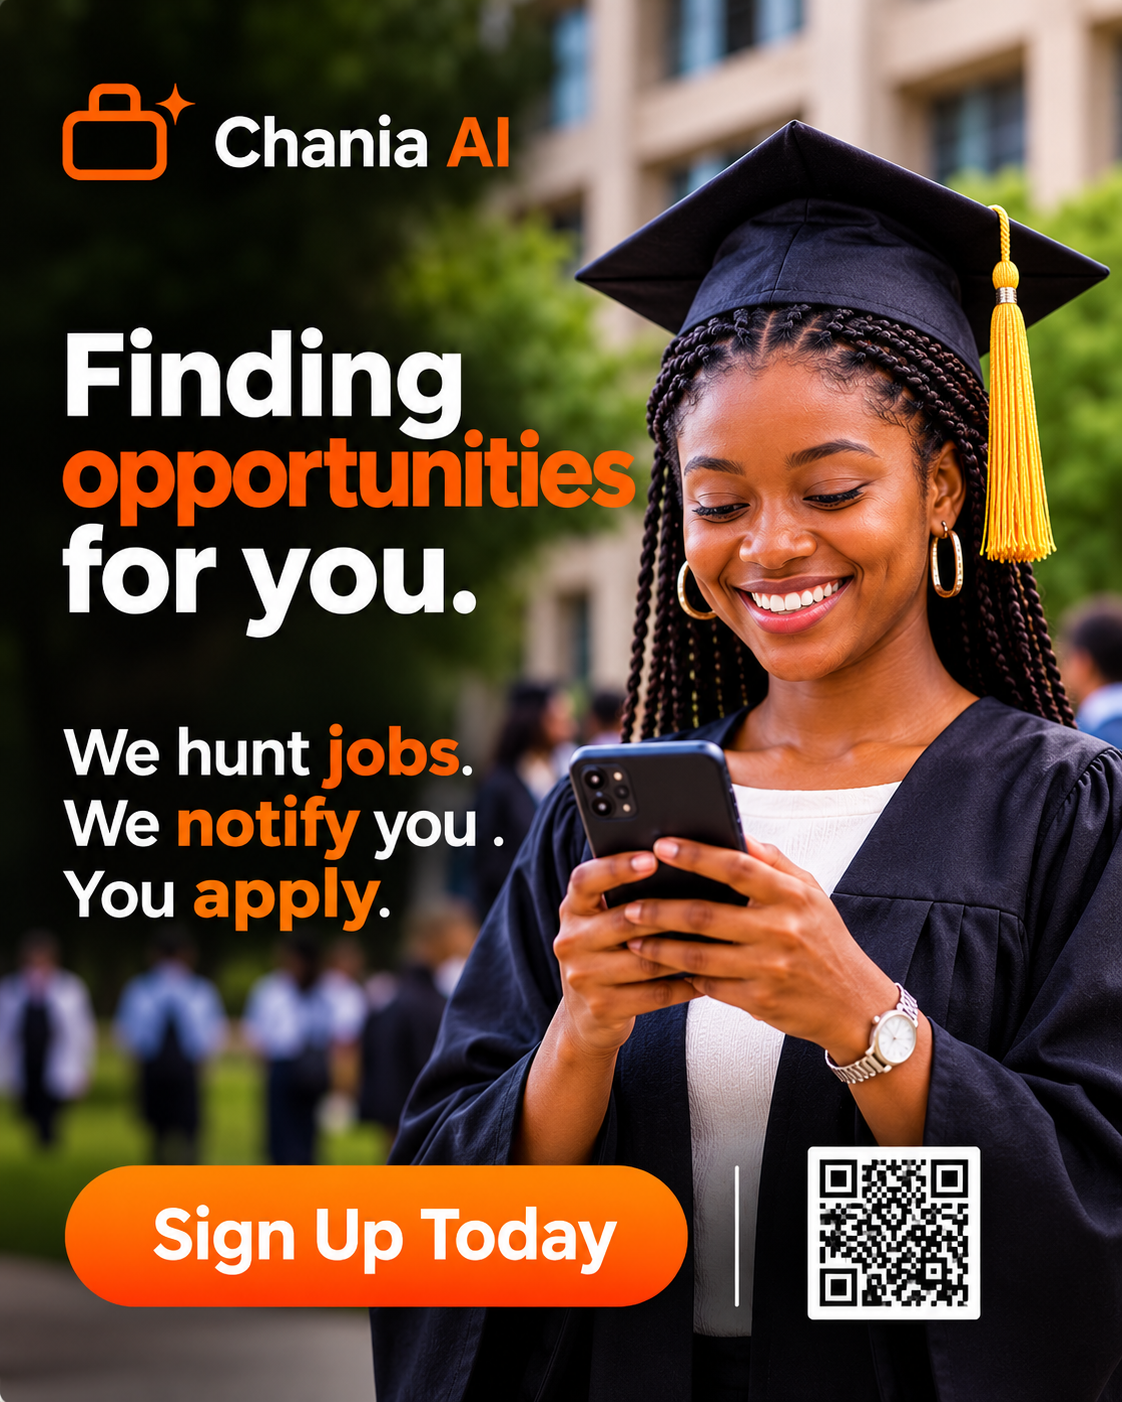 Chania AI
Finding
opportunities
for you.
We hunt jobs.
We notify you .
You apply.
Sign Up Today